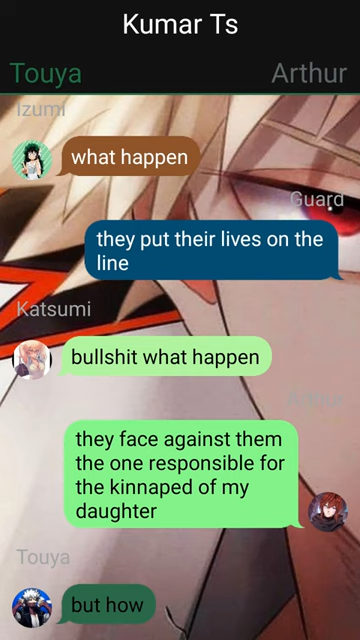 Kumar Ts
Touya
Arthur
Izumi
what happen
Guard
they put their lives on the
line
Katsumi
bullshit what happen
Arthur
they face against them
the one responsible for
the kinnaped of my
daughter
Touya
but how